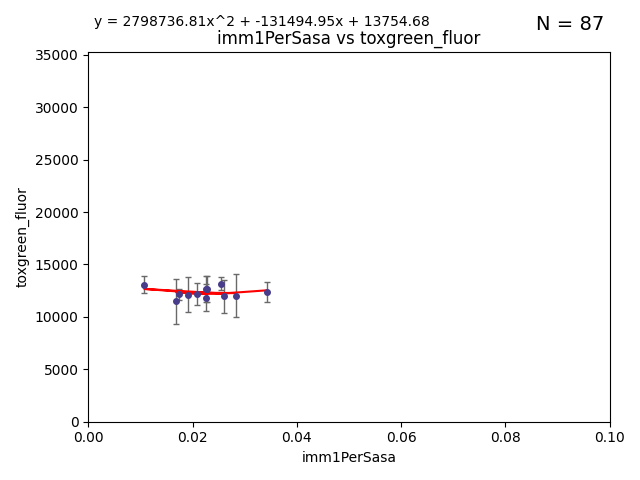 y = 2798736.81x^2 + -131494.95x + 13754.68
N = 87
imm1PerSasa vs toxgreen_fluor
35000
30000
25000
20000
15000
10000
5000
0
toxgreen_fluor
0.00
0.02
0.04
0.06
0.08
0.10
imm1PerSasa